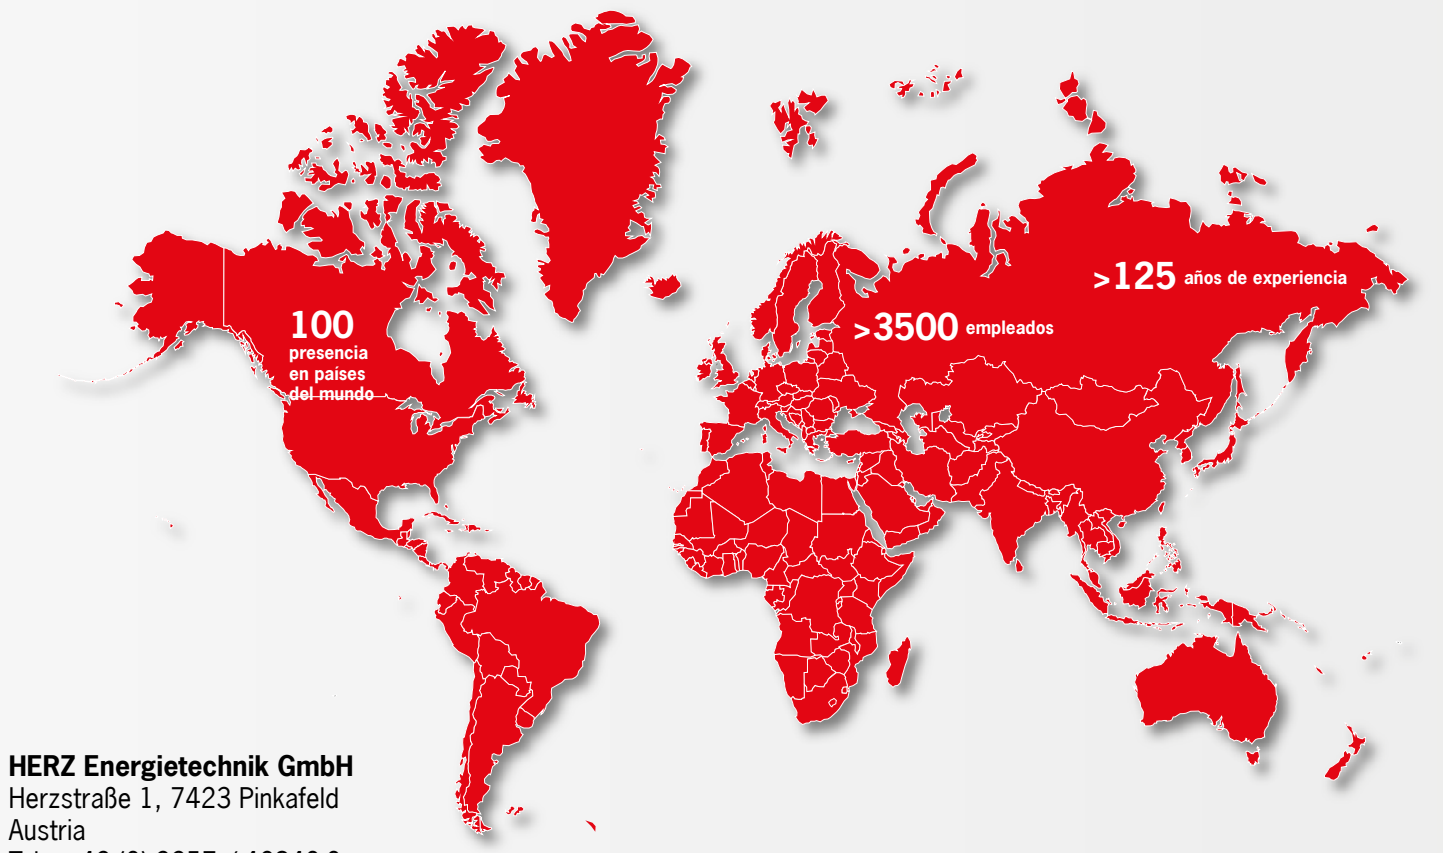 >125 años de experiencia
100
presencia
en países
del mundo
>3500 empleados
HERZ Energietechnik GmbH
Herzstraße 1, 7423 Pinkafeld
Austria